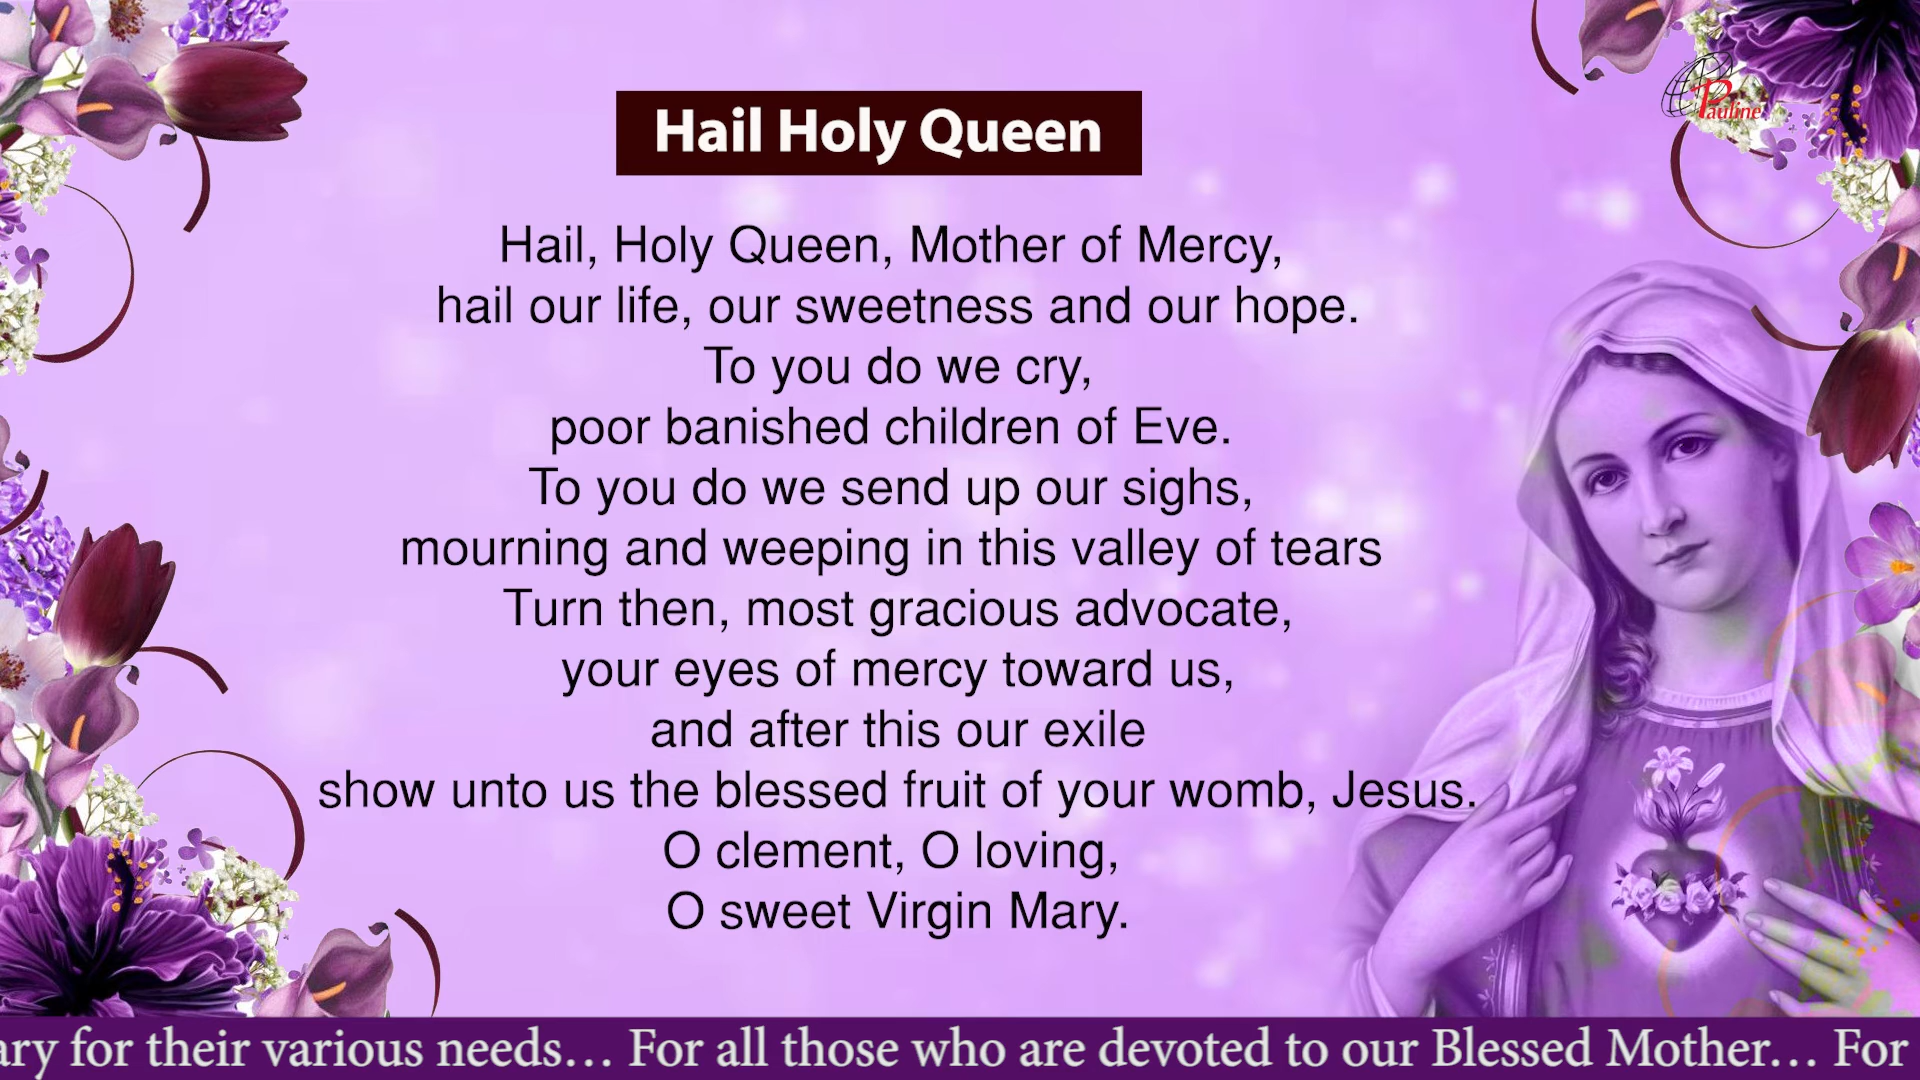 Pauline
Hail Holy Queen
Hail, Holy Queen, Mother of Mercy,
hail our life, our sweetness and our hope.
To you do we cry,
poor banished children of Eve.
To you do we send up our sighs,
mourning and weeping in this valley of tears
Turn then, most gracious advocate,
your eyes of mercy toward us,
and after this our exile
show unto us the blessed fruit of your womb, Jesus.
O clement, O loving,
O sweet Virgin Mary.
ary for their various needs… For all those who are devoted to our Blessed Mother… For